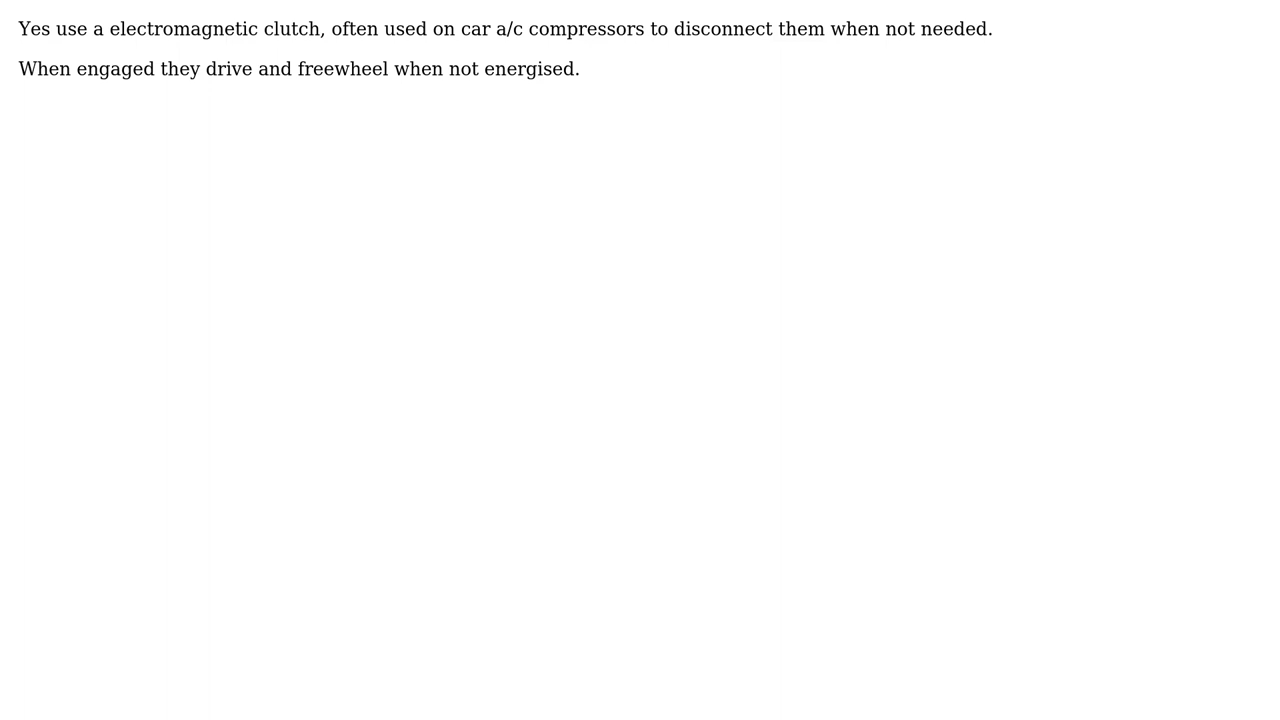 Yes use a electromagnetic clutch, often used on car a/c compressors to disconnect them when not needed.
When engaged they drive and freewheel when not energised.